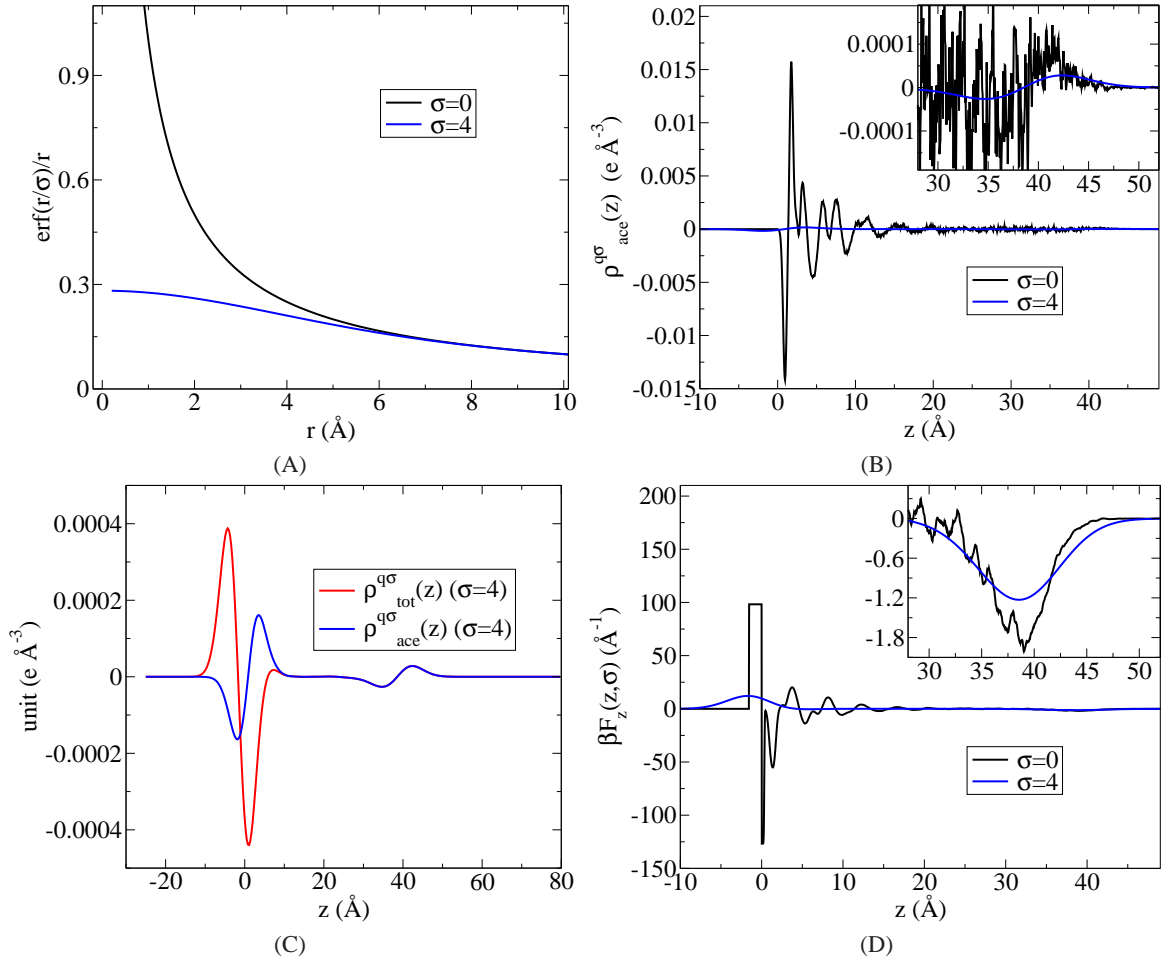 0.9
0.6
0.3
0
0 2 4 6 8 10
erf(r/σ)/r
r (Å)
σ=0
σ=4
(A)
0.02
0.015
0.01
0.005
0
-0.005
-0.01
-0.015
-10 0 10 20 30 40
ρ^qσ_ace(z) (e Å^-3)
z (Å)
σ=0
σ=4
0.0001
0
-0.0001
30 35 40 45 50
(B)
0.0004
0.0002
0
-0.0002
-0.0004
-20 0 20 40 60 80
unit (e Å^-3)
z (Å)
ρ^qσ_tot(z) (σ=4)
ρ^qσ_ace(z) (σ=4)
(C)
200
150
100
50
0
-50
-100
-150
-10 0 10 20 30 40
βF_z(z,σ) (Å^-1)
z (Å)
σ=0
σ=4
0
-0.6
-1.2
-1.8
30 35 40 45 50
(D)